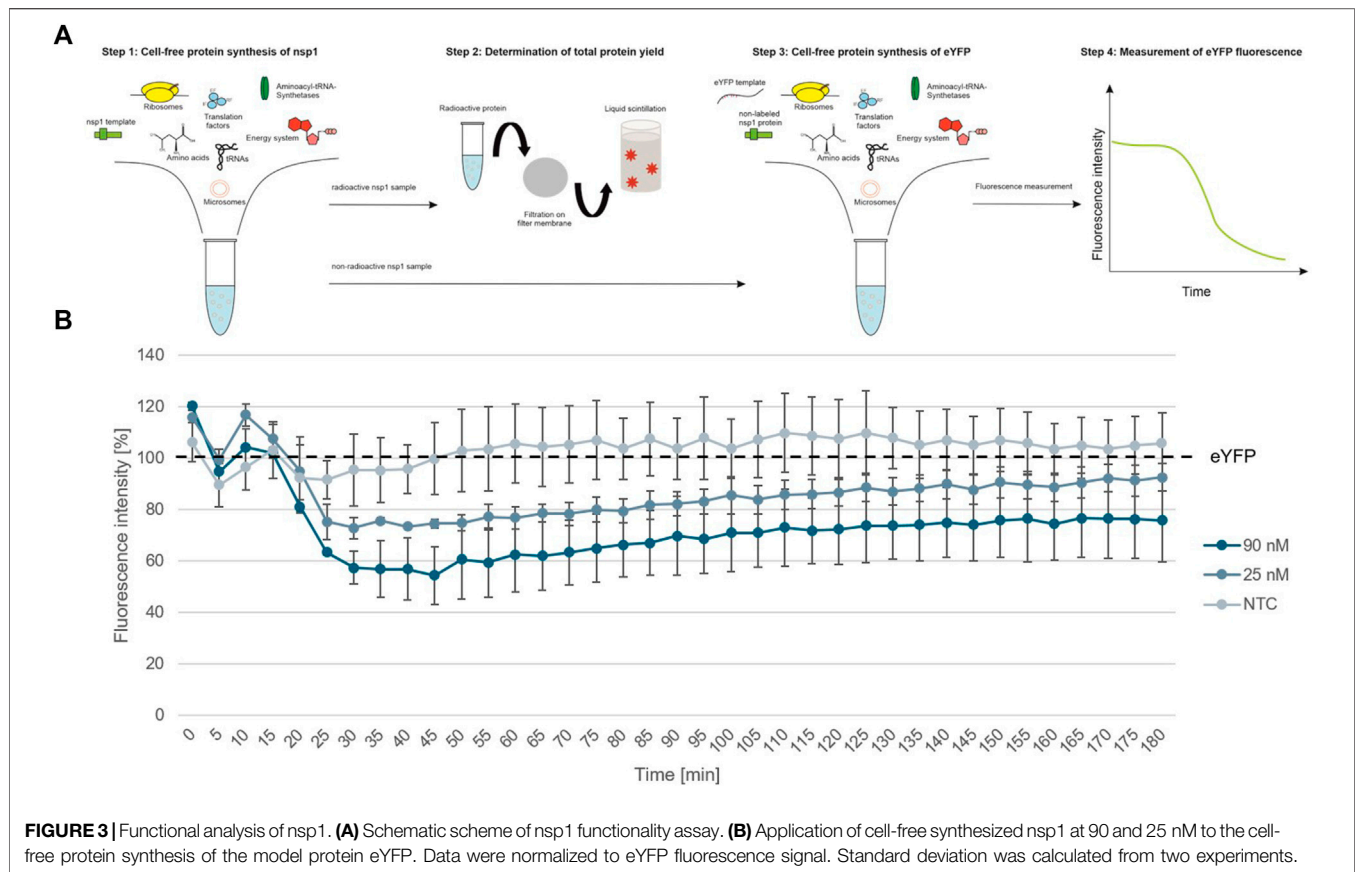 A
Step 1: Cell-free protein synthesis of nsp1
Ribosomes
Aminoacyl-tRNA-
Synthetases
nsp1 template
Translation
factors
Energy system
Amino acids
tRNAs
Microsomes
radioactive nsp1 sample
non-radioactive nsp1 sample
Step 2: Determination of total protein yield
Radioactive protein
Liquid scintillation
Filtration on
filter membrane
Step 3: Cell-free protein synthesis of eYFP
eYFP template
Ribosomes
Aminoacyl-tRNA-
Synthetases
non-labeled
nsp1 protein
Translation
factors
Energy system
Amino acids
tRNAs
Microsomes
Fluorescence measurement
Step 4: Measurement of eYFP fluorescence
Fluorescence intensity
Time
B
Fluorescence intensity [%]
140
120
100
80
60
40
20
0
eYFP
90 nM
25 nM
NTC
0 5 10 15 20 25 30 35 40 45 50 55 60 65 70 75 80 85 90 95 100 105 110 115 120 125 130 135 140 145 150 155 160 165 170 175 180
Time [min]
FIGURE 3 | Functional analysis of nsp1. (A) Schematic scheme of nsp1 functionality assay. (B) Application of cell-free synthesized nsp1 at 90 and 25 nM to the cell-
free protein synthesis of the model protein eYFP. Data were normalized to eYFP fluorescence signal. Standard deviation was calculated from two experiments.